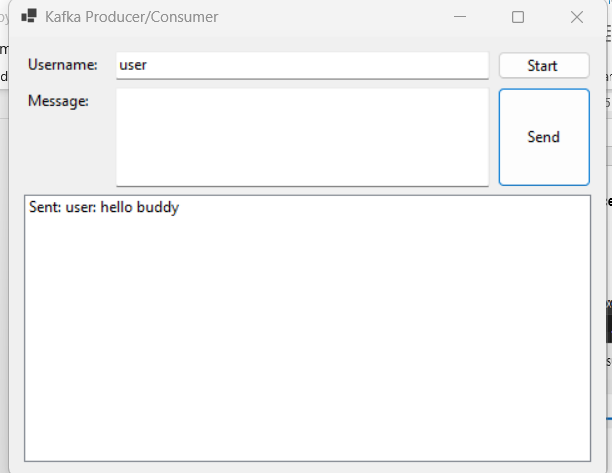 Kafka Producer/Consumer
Username: user Start
Message: Send
Sent: user: hello buddy